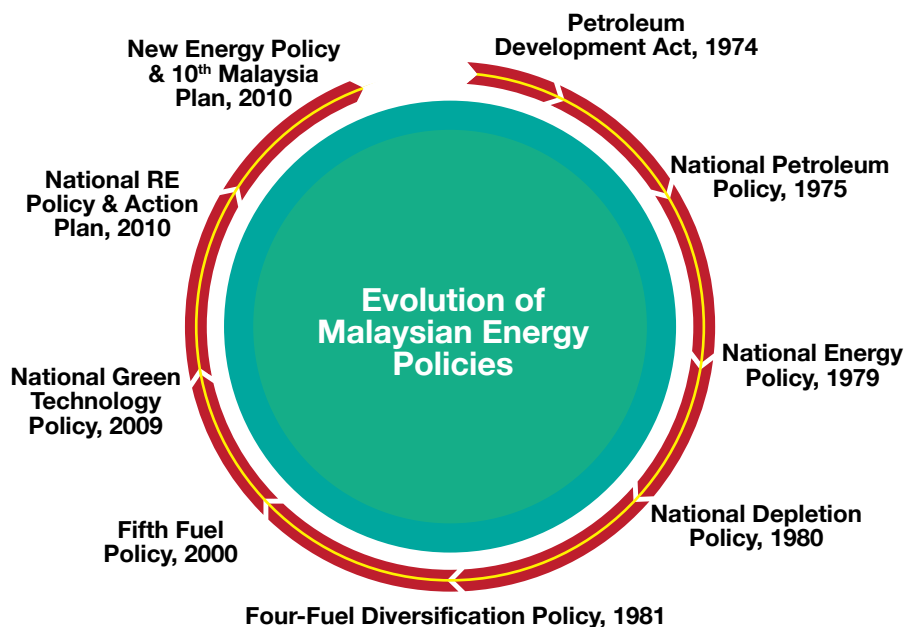 Evolution of
Malaysian Energy
Policies
Petroleum
Development Act, 1974
National Petroleum
Policy, 1975
National Energy
Policy, 1979
National Depletion
Policy, 1980
Four-Fuel Diversification Policy, 1981
Fifth Fuel
Policy, 2000
National Green
Technology
Policy, 2009
National RE
Policy & Action
Plan, 2010
New Energy Policy
& 10th Malaysia
Plan, 2010